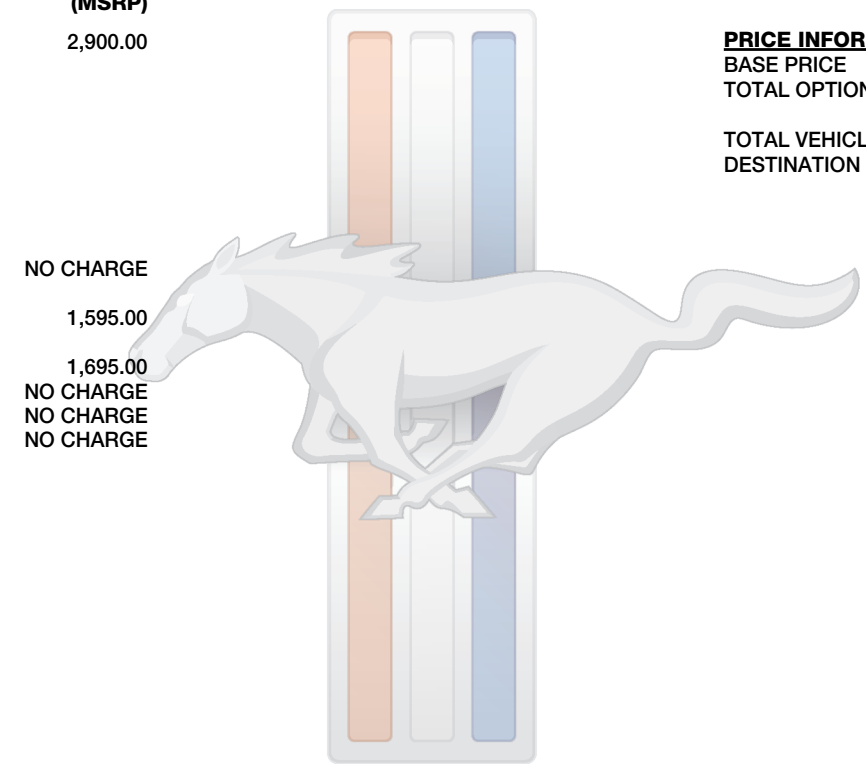 (MSRP)
2,900.00
NO CHARGE
1,595.00
1,695.00
NO CHARGE
NO CHARGE
NO CHARGE
PRICE INFOR
BASE PRICE
TOTAL OPTION
TOTAL VEHICL
DESTINATION